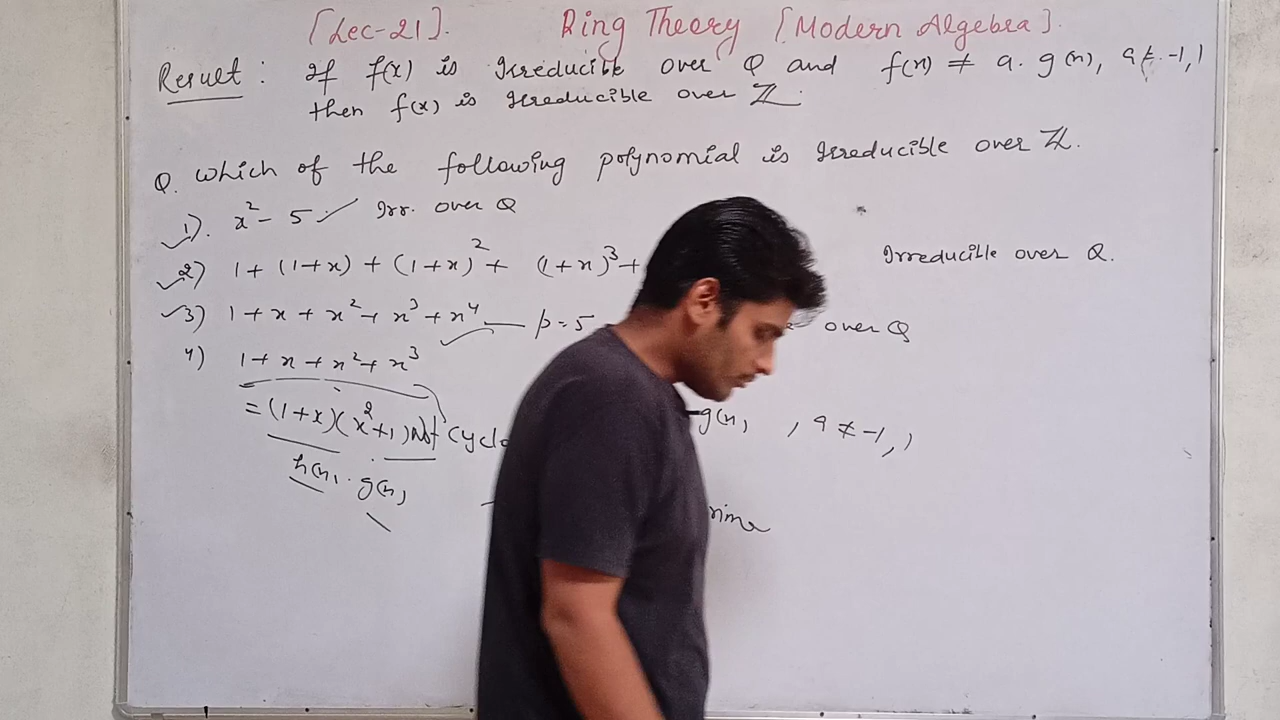 [Lec-21]. Ring Theory [Modern Algebra].
Result: If f(x) is Irreducible over Q and f(x) ≠ a. g(x), a ≠ -1, 1
then f(x) is Irreducible over ℤ.
Q. which of the following polynomial is Irreducible over ℤ.
1). x² - 5 ✓ Irr. over Q
2) 1 + (1+x) + (1+x)² + (1+x)³ + Irreducible over Q.
3) 1 + x + x² + x³ + x⁴ — p = 5 over Q
4) 1 + x + x² + x³
= (1+x)(x²+1) Not g(x) , a ≠ -1, 1
h(x) . g(x)